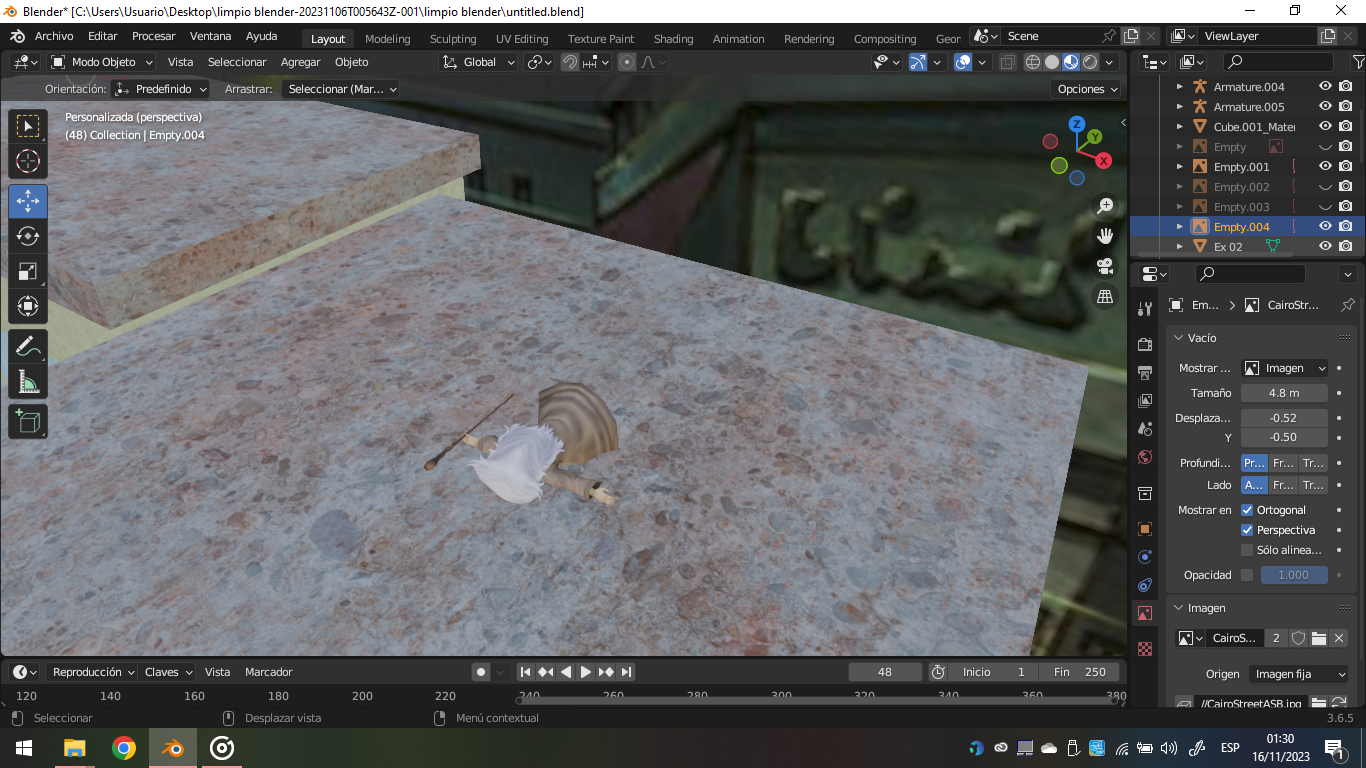 Blender* [C:\Users\Usuario\Desktop\limpio blender-20231106T005643Z-001\limpio blender\untitled.blend]
Archivo Editar Procesar Ventana Ayuda Layout Modeling Sculpting UV Editing Texture Paint Shading Animation Rendering Compositing Geor Scene ViewLayer
Modo Objeto Vista Seleccionar Agregar Objeto Global
Orientación: Predefinido Arrastrar: Seleccionar (Mar... Opciones
Personalizada (perspectiva)
(48) Collection | Empty.004
Z
Y
X
Armature.004
Armature.005
Cube.001_Mater
Empty
Empty.001
Empty.002
Empty.003
Empty.004
Ex 02
Em... CairoStr...
Vacío
Mostrar ... Imagen
Tamaño 4.8 m
Desplaza... -0.52
Y -0.50
Profundi... Pr... Fr... Tr...
Lado A... Fr... Tr...
Mostrar en Ortogonal
Perspectiva
Sólo alinea...
Opacidad 1.000
Imagen
CairoS... 2
Origen Imagen fija
//CairoStreetASB.jpg
Reproducción Claves Vista Marcador 48 Inicio 1 Fin 250
120 140 160 180 200 220 240 260 280 300 320 340 360 380
Seleccionar Desplazar vista Menú contextual 3.6.5
ESP
01:30
16/11/2023
1